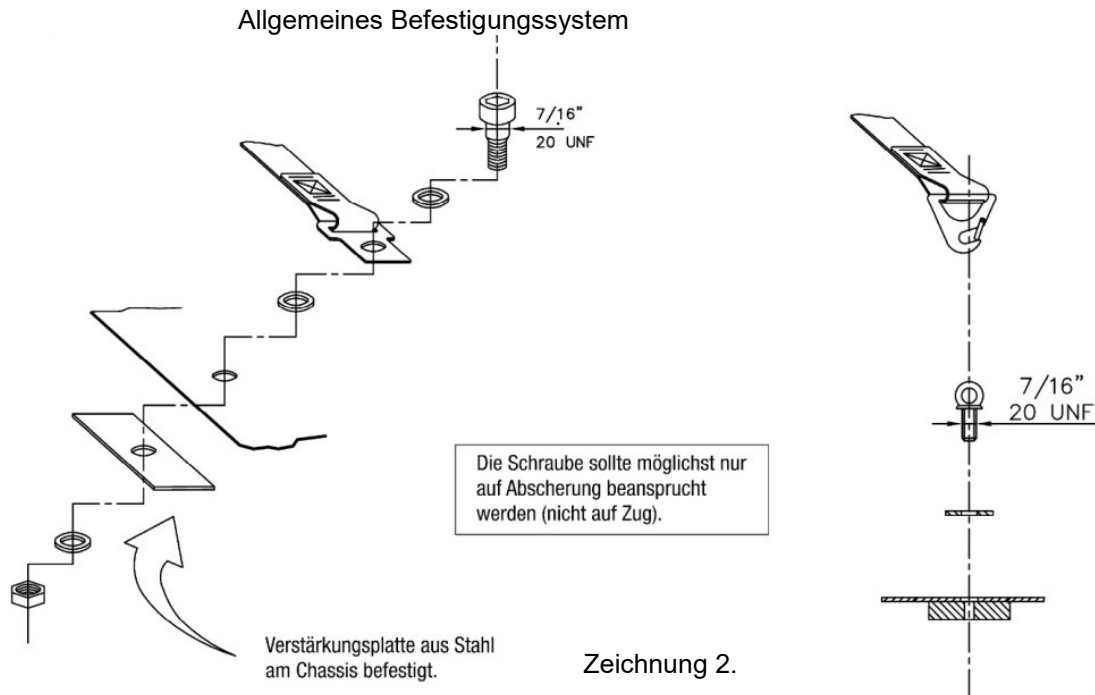 Allgemeines Befestigungssystem
7/16"
20 UNF
7/16"
20 UNF
Die Schraube sollte möglichst nur
auf Abscherung beansprucht
werden (nicht auf Zug).
Verstärkungsplatte aus Stahl
am Chassis befestigt.
Zeichnung 2.